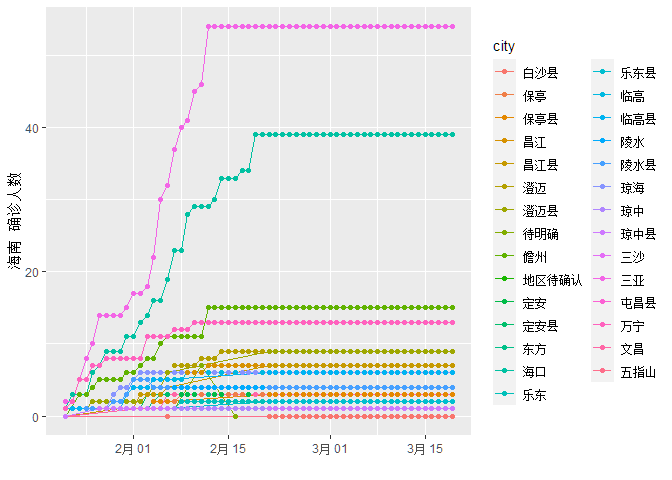 海南 确诊人数
40
20
0
2月 01
2月 15
3月 01
3月 15
city
白沙县
保亭
保亭县
昌江
昌江县
澄迈
澄迈县
待明确
儋州
地区待确认
定安
定安县
东方
海口
乐东
乐东县
临高
临高县
陵水
陵水县
琼海
琼中
琼中县
三沙
三亚
屯昌县
万宁
文昌
五指山